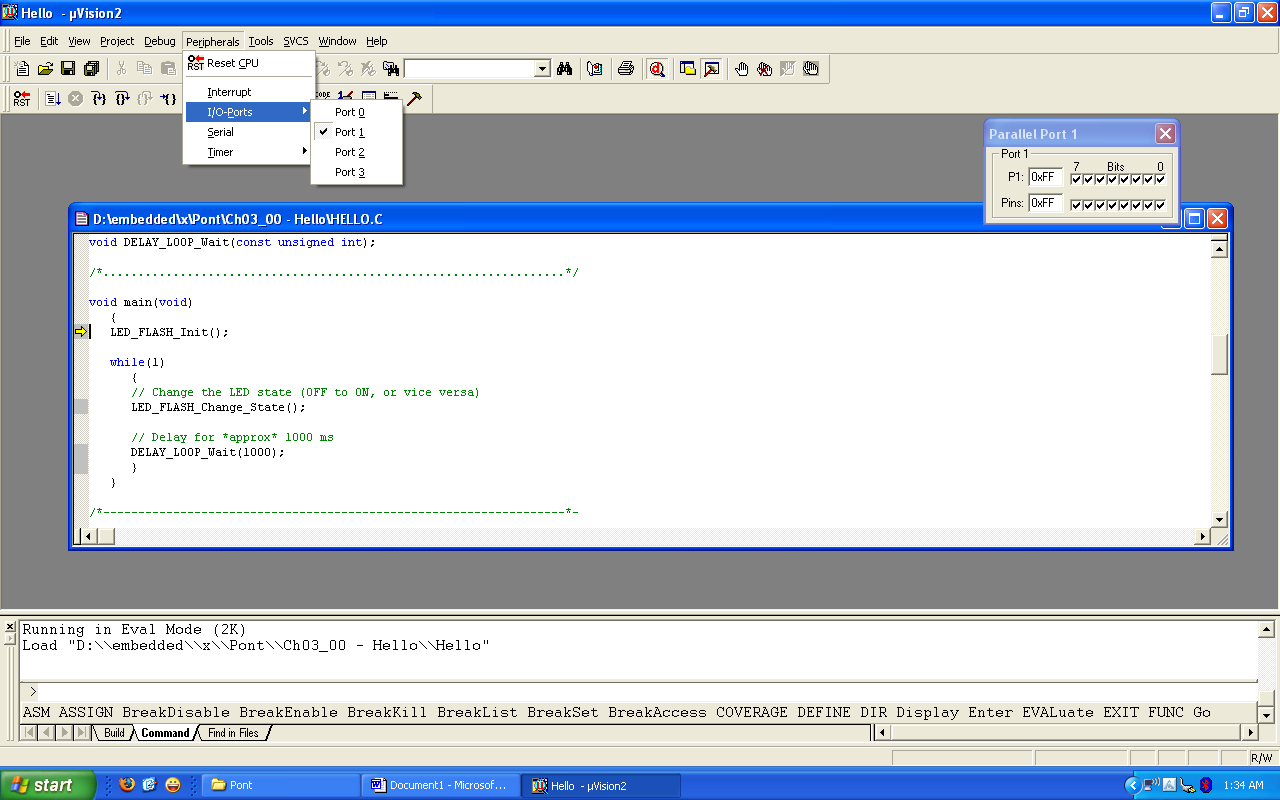 Hello - µVision2
File Edit View Project Debug Peripherals Tools SVCS Window Help
RST Reset CPU
Interrupt
I/O-Ports
Serial
Timer
Port 0
Port 1
Port 2
Port 3
RST
CODE
Parallel Port 1
Port 1
7 Bits 0
P1: 0xFF
Pins: 0xFF
D:\embedded\x\Pont\Ch03_00 - Hello\HELLO.C
void DELAY_LOOP_Wait(const unsigned int);
/*..................................................................*/
void main(void)
{
LED_FLASH_Init();
while(1)
{
// Change the LED state (OFF to ON, or vice versa)
LED_FLASH_Change_State();
// Delay for *approx* 1000 ms
DELAY_LOOP_Wait(1000);
}
}
/*------------------------------------------------------------------*-
Running in Eval Mode (2K)
Load "D:\\embedded\\x\\Pont\\Ch03_00 - Hello\\Hello"
>
ASM ASSIGN BreakDisable BreakEnable BreakKill BreakList BreakSet BreakAccess COVERAGE DEFINE DIR Display Enter EVALuate EXIT FUNC Go
Build Command Find in Files
R/W
start Pont Document1 - Microsof... Hello - µVision2 1:34 AM